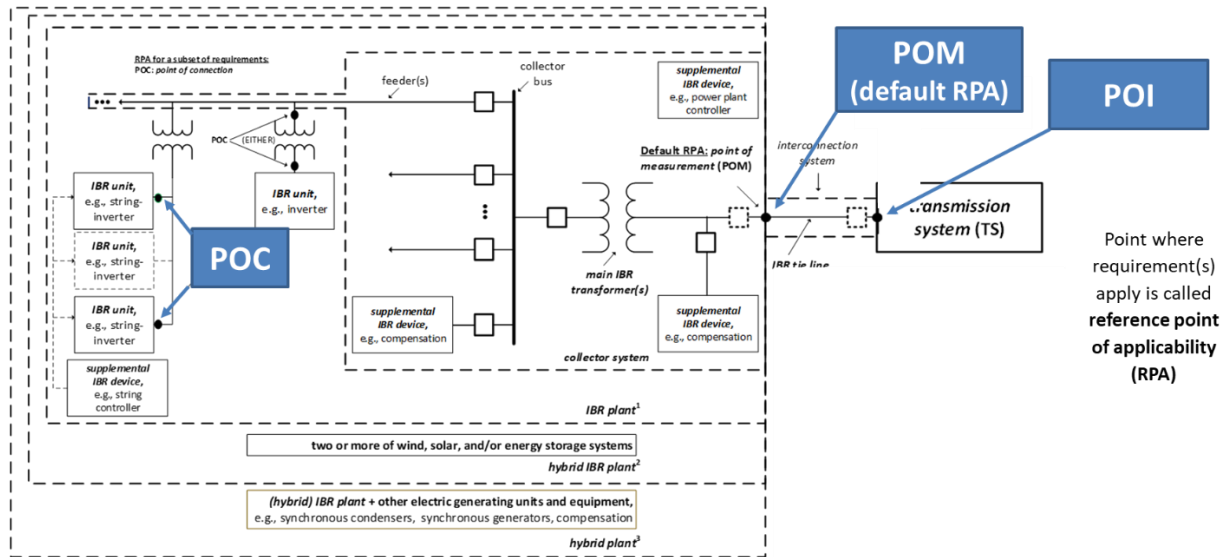 RPA for a subset of requirements:
POC: point of connection
feeder(s)
collector
bus
supplemental
IBR device,
e.g., power plant
controller
POM
(default RPA)
POI
POC
(EITHER)
Default RPA: point of
measurement (POM)
interconnection
system
IBR unit,
e.g., string-
inverter
IBR unit,
e.g., inverter
IBR unit,
e.g., string-
inverter
POC
IBR unit,
e.g., string-
inverter
supplemental
IBR device,
e.g., string
controller
supplemental
IBR device,
e.g., compensation
main IBR
transformer(s)
supplemental
IBR device,
e.g., compensation
collector system
IBR tie line
transmission
system (TS)
Point where
requirement(s)
apply is called
reference point
of applicability
(RPA)
IBR plant¹
two or more of wind, solar, and/or energy storage systems
hybrid IBR plant²
(hybrid) IBR plant + other electric generating units and equipment,
e.g., synchronous condensers, synchronous generators, compensation
hybrid plant³